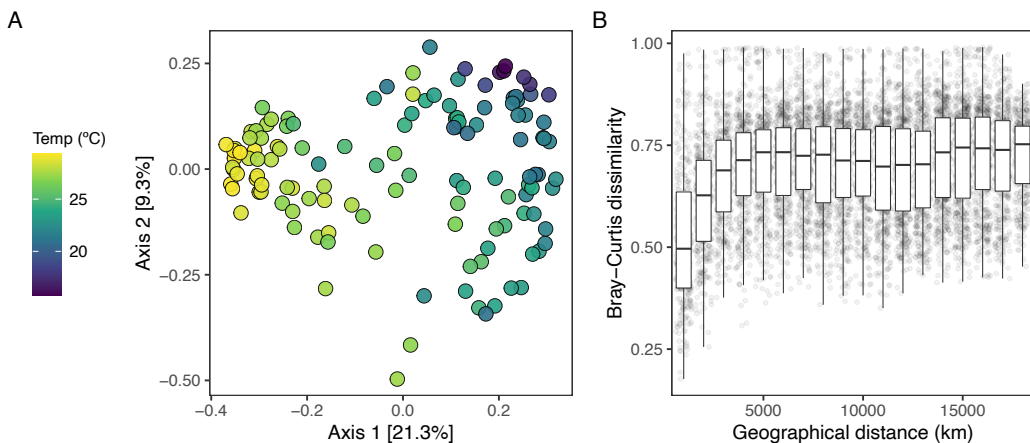 A
Temp (ºC)
25
20
0.25
0.00
−0.25
−0.50
Axis 2 [9.3%]
−0.4
−0.2
0.0
0.2
Axis 1 [21.3%]
B
1.00
0.75
0.50
0.25
Bray−Curtis dissimilarity
5000
10000
15000
Geographical distance (km)